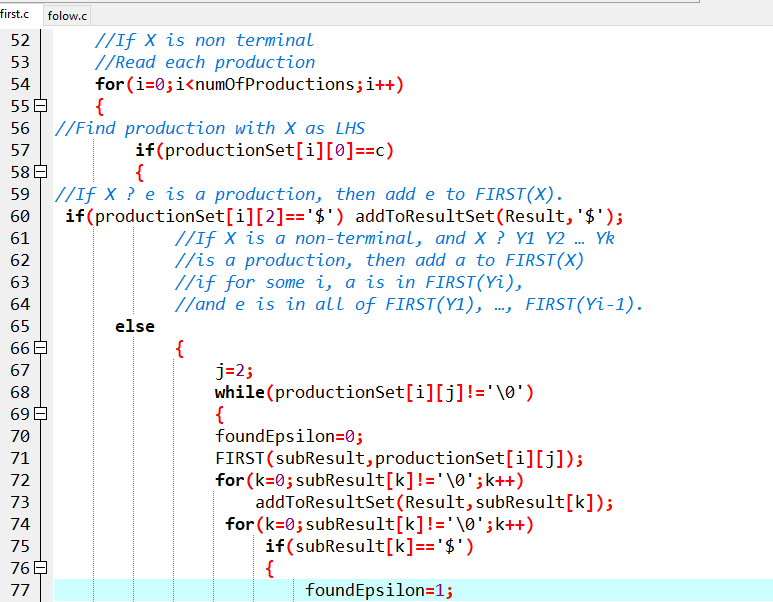 first.c folow.c
52 //If X is non terminal
53 //Read each production
54 for(i=0;i<numOfProductions;i++)
55 {
56 //Find production with X as LHS
57 if(productionSet[i][0]==c)
58 {
59 //If X ? e is a production, then add e to FIRST(X).
60 if(productionSet[i][2]=='$') addToResultSet(Result,'$');
61 //If X is a non-terminal, and X ? Y1 Y2 … Yk
62 //is a production, then add a to FIRST(X)
63 //if for some i, a is in FIRST(Yi),
64 //and e is in all of FIRST(Y1), …, FIRST(Yi-1).
65 else
66 {
67 j=2;
68 while(productionSet[i][j]!='\0')
69 {
70 foundEpsilon=0;
71 FIRST(subResult,productionSet[i][j]);
72 for(k=0;subResult[k]!='\0';k++)
73 addToResultSet(Result,subResult[k]);
74 for(k=0;subResult[k]!='\0';k++)
75 if(subResult[k]=='$')
76 {
77 foundEpsilon=1;